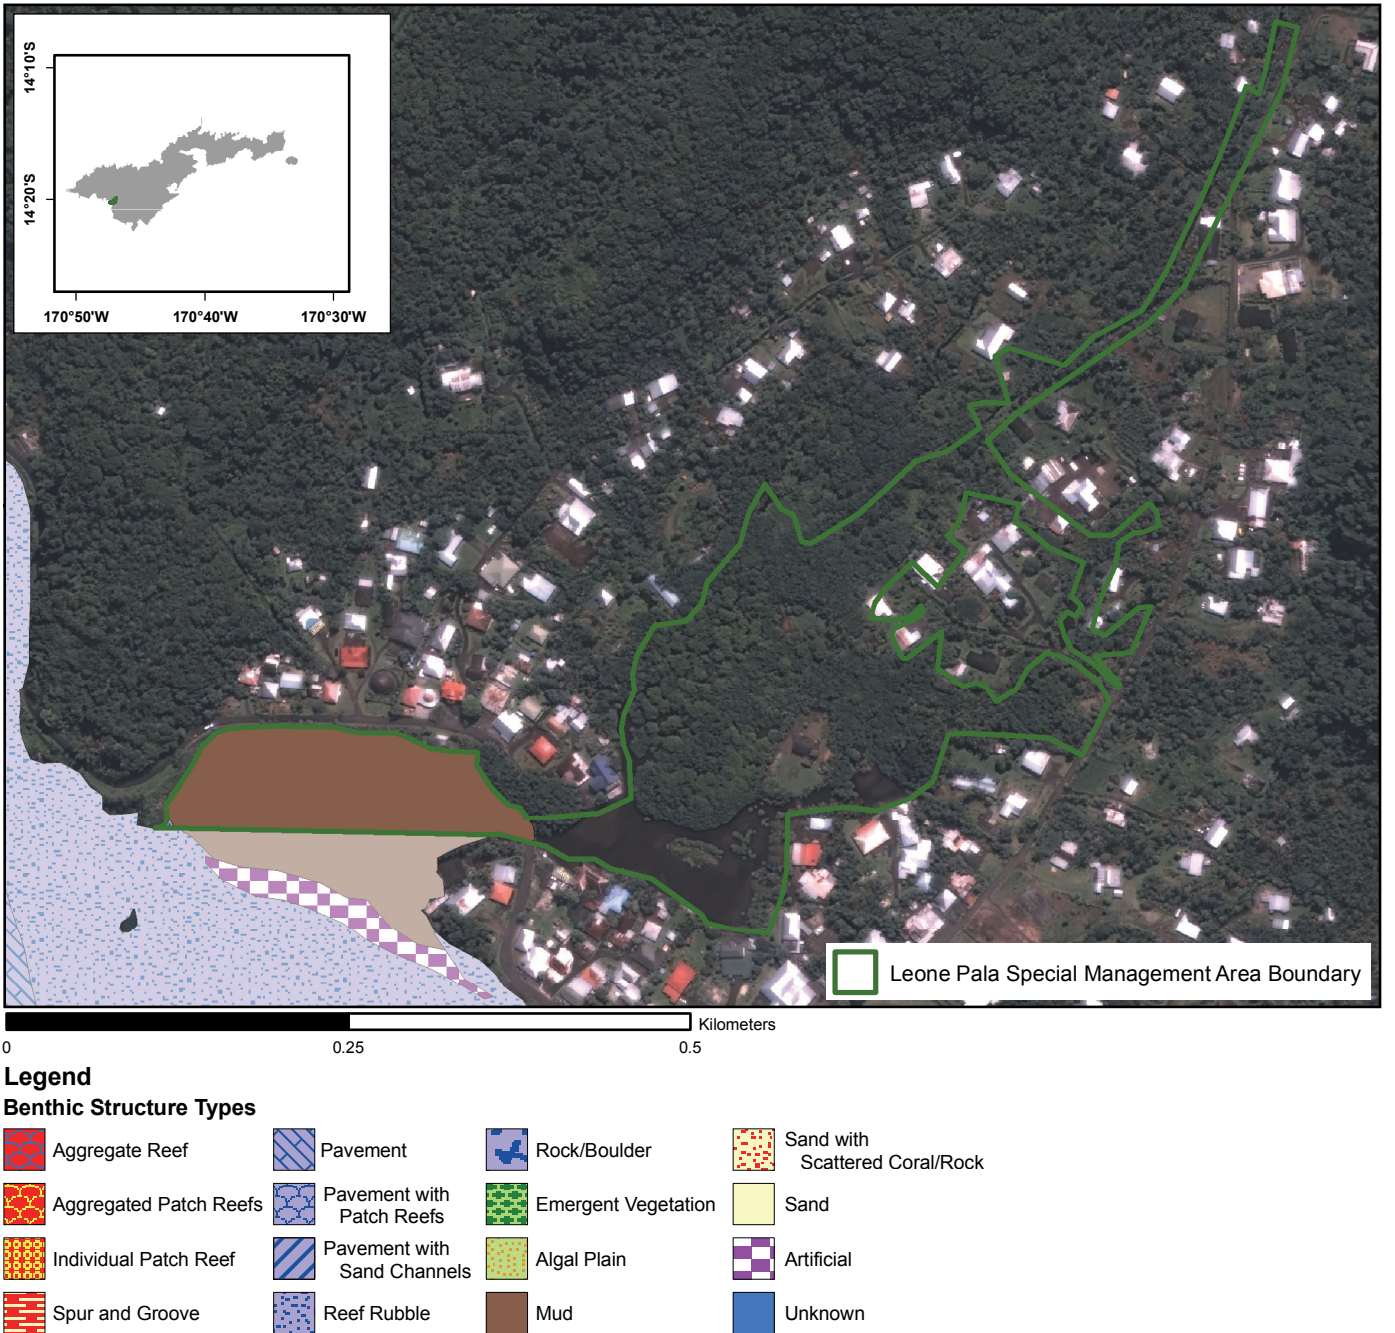 14°10'S
14°20'S
170°50'W
170°40'W
170°30'W
Leone Pala Special Management Area Boundary
Kilometers
0
0.25
0.5
Legend
Benthic Structure Types
Aggregate Reef
Aggregated Patch Reefs
Individual Patch Reef
Spur and Groove
Pavement
Pavement with
Patch Reefs
Pavement with
Sand Channels
Reef Rubble
Rock/Boulder
Emergent Vegetation
Algal Plain
Mud
Sand with
Scattered Coral/Rock
Sand
Artificial
Unknown